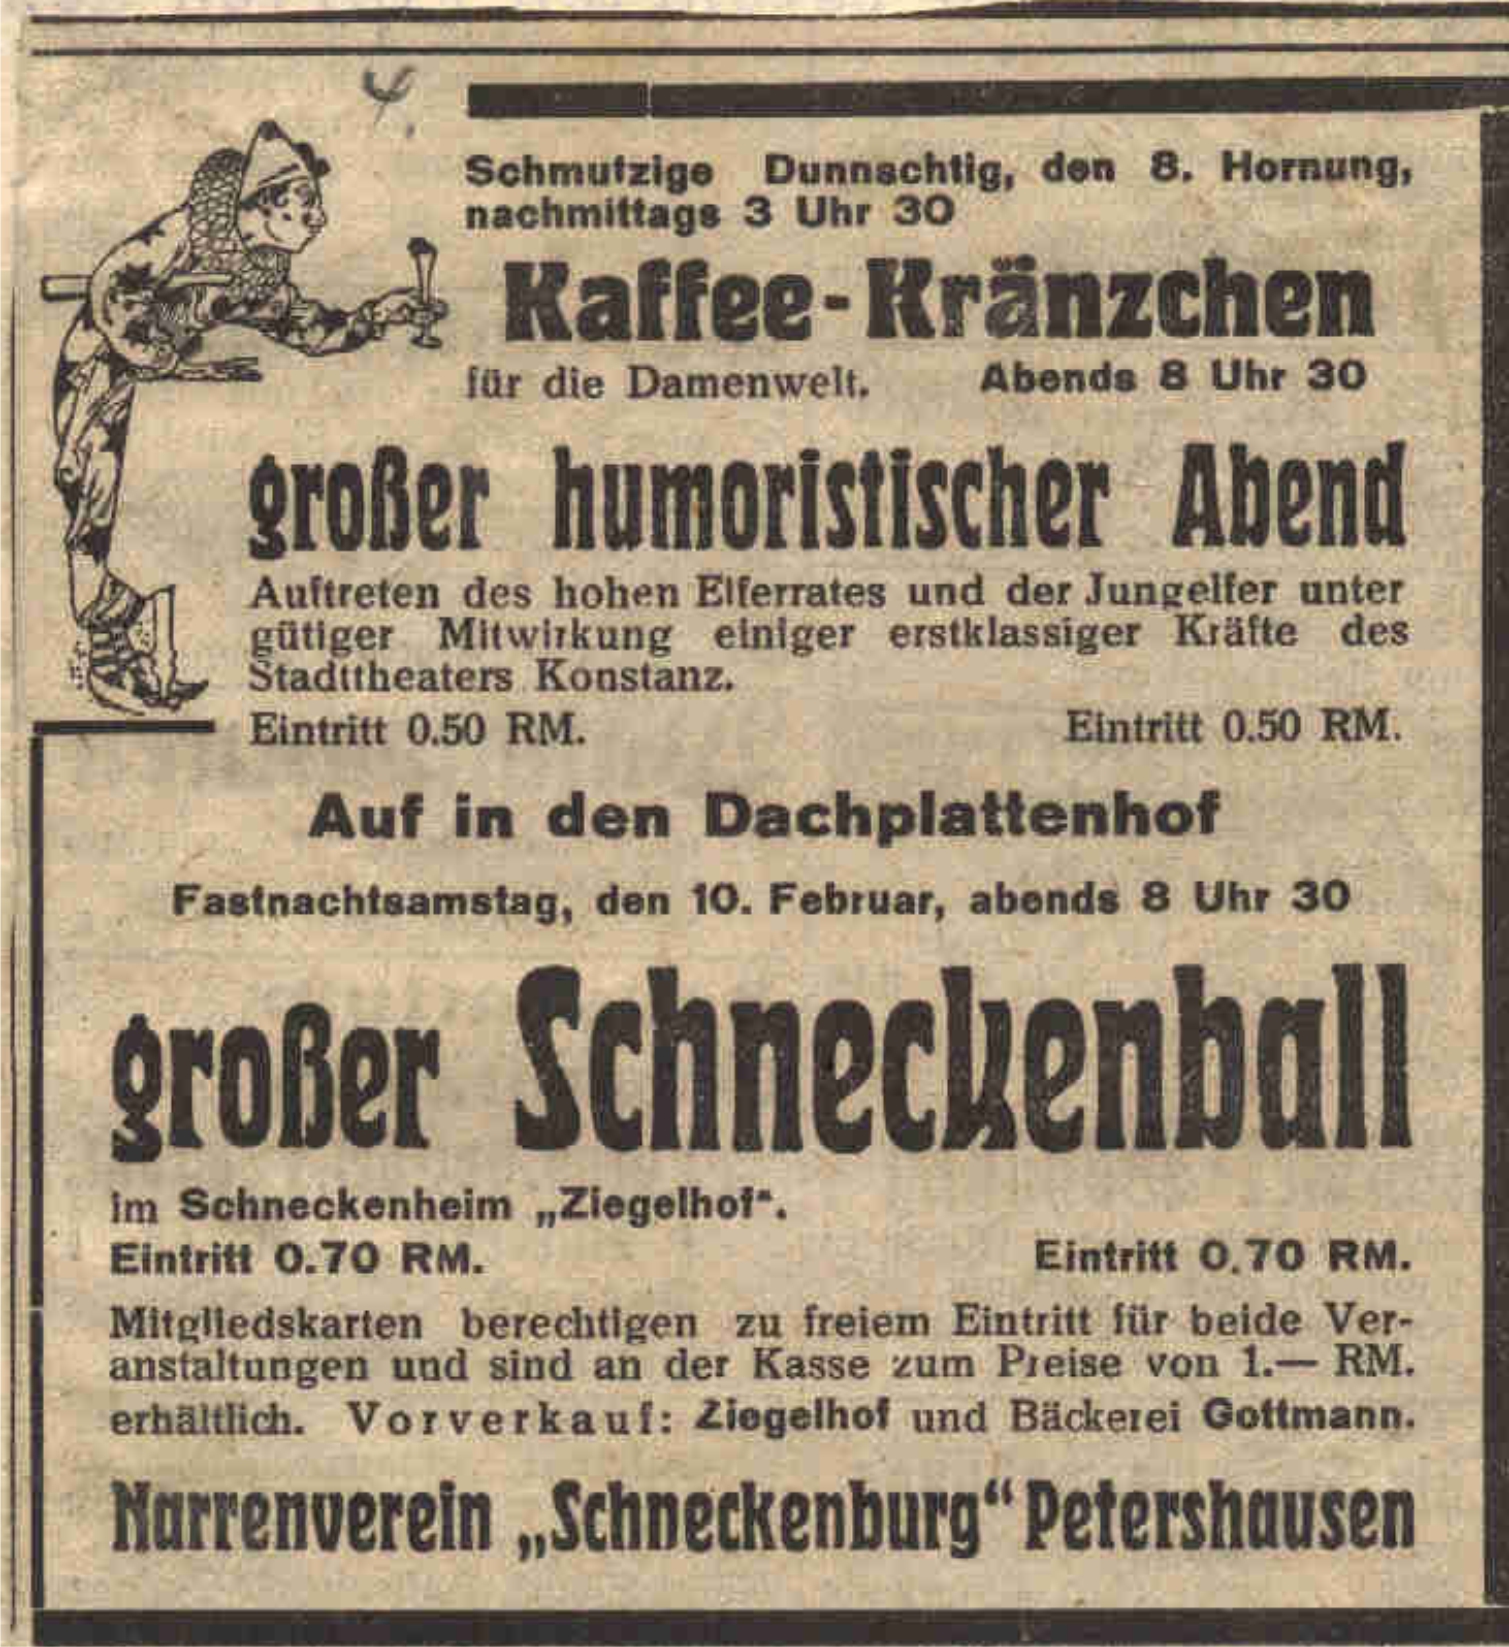 4.
Schmutzige Dunnschtig, den 8. Hornung,
nachmittags 3 Uhr 30
Kaffee-Kränzchen
für die Damenwelt. Abends 8 Uhr 30
großer humoristischer Abend
Auftreten des hohen Elferrates und der Jungelfer unter
gütiger Mitwirkung einiger erstklassiger Kräfte des
Stadttheaters Konstanz.
Eintritt 0.50 RM. Eintritt 0.50 RM.
Auf in den Dachplattenhof
Fastnachtsamstag, den 10. Februar, abends 8 Uhr 30
großer Schneckenball
im Schneckenheim „Ziegelhof“.
Eintritt 0.70 RM. Eintritt 0.70 RM.
Mitgliedskarten berechtigen zu freiem Eintritt für beide Ver-
anstaltungen und sind an der Kasse zum Preise von 1.— RM.
erhältlich. Vorverkauf: Ziegelhof und Bäckerei Gottmann.
Narrenverein „Schneckenburg“ Petershausen